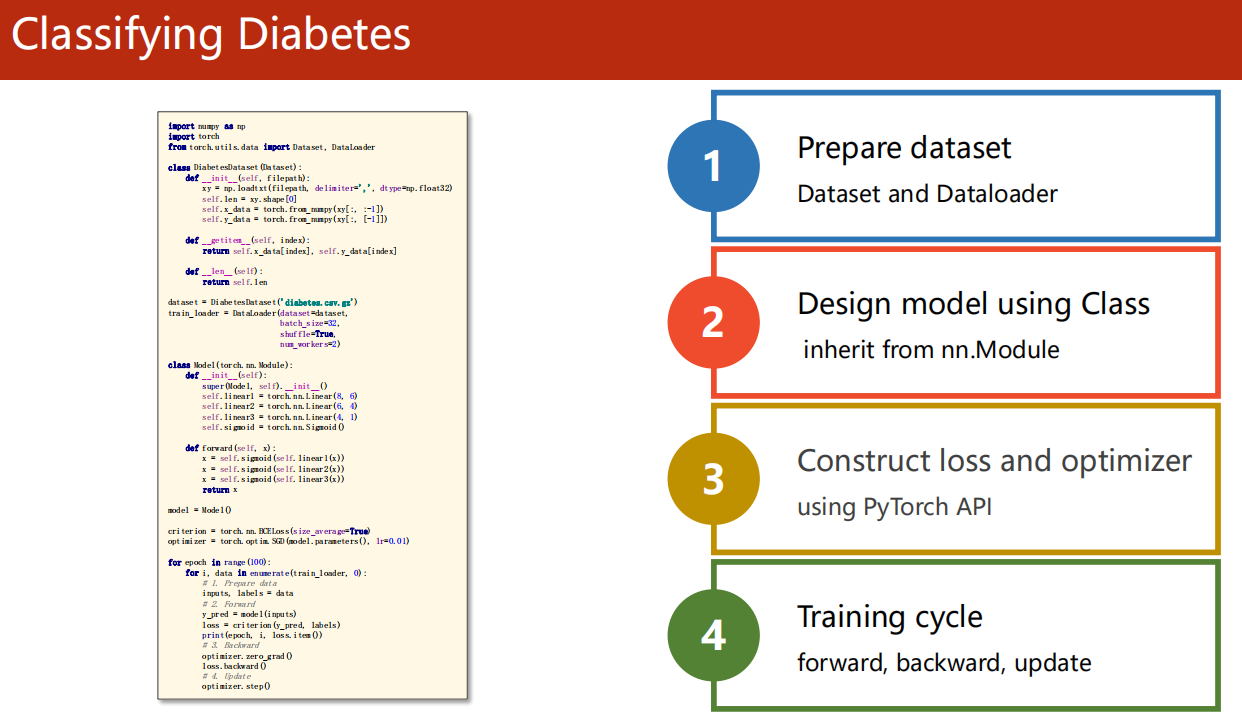 Classifying Diabetes
import numpy as np
import torch
from torch.utils.data import Dataset, DataLoader
class DiabetesDataset(Dataset):
    def __init__(self, filepath):
        xy = np.loadtxt(filepath, delimiter=',', dtype=np.float32)
        self.len = xy.shape[0]
        self.x_data = torch.from_numpy(xy[:, :-1])
        self.y_data = torch.from_numpy(xy[:, [-1]])
    def __getitem__(self, index):
        return self.x_data[index], self.y_data[index]
    def __len__(self):
        return self.len
dataset = DiabetesDataset('diabetes.csv.gz')
train_loader = DataLoader(dataset=dataset,
                          batch_size=32,
                          shuffle=True,
                          num_workers=2)
class Model(torch.nn.Module):
    def __init__(self):
        super(Model, self).__init__()
        self.linear1 = torch.nn.Linear(8, 6)
        self.linear2 = torch.nn.Linear(6, 4)
        self.linear3 = torch.nn.Linear(4, 1)
        self.sigmoid = torch.nn.Sigmoid()
    def forward(self, x):
        x = self.sigmoid(self.linear1(x))
        x = self.sigmoid(self.linear2(x))
        x = self.sigmoid(self.linear3(x))
        return x
model = Model()
criterion = torch.nn.BCELoss(size_average=True)
optimizer = torch.optim.SGD(model.parameters(), lr=0.01)
for epoch in range(100):
    for i, data in enumerate(train_loader, 0):
        # 1. Prepare data
        inputs, labels = data
        # 2. Forward
        y_pred = model(inputs)
        loss = criterion(y_pred, labels)
        print(epoch, i, loss.item())
        # 3. Backward
        optimizer.zero_grad()
        loss.backward()
        # 4. Update
        optimizer.step()
1
Prepare dataset
Dataset and Dataloader
2
Design model using Class
inherit from nn.Module
3
Construct loss and optimizer
using PyTorch API
4
Training cycle
forward, backward, update